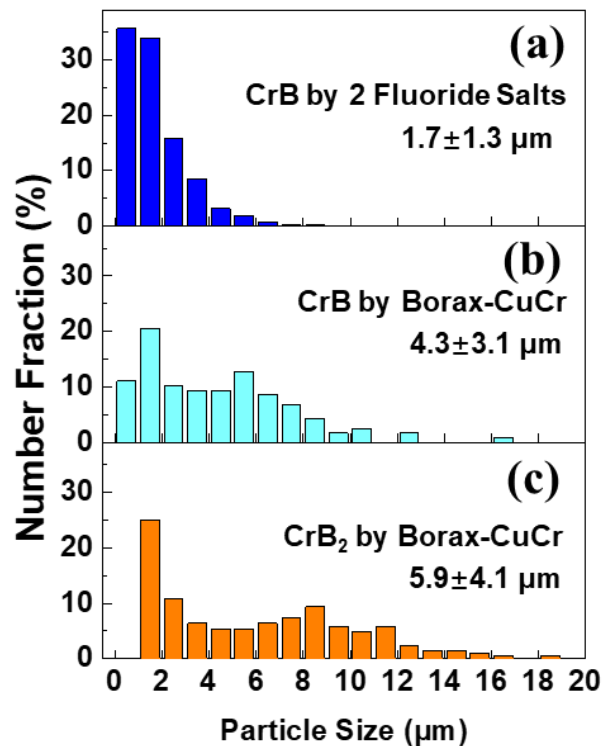 (a)
CrB by 2 Fluoride Salts
1.7±1.3 µm
30
20
10
0
(b)
CrB by Borax-CuCr
4.3±3.1 µm
30
20
10
0
(c)
CrB₂ by Borax-CuCr
5.9±4.1 µm
30
20
10
0
Number Fraction (%)
0 2 4 6 8 10 12 14 16 18 20
Particle Size (µm)